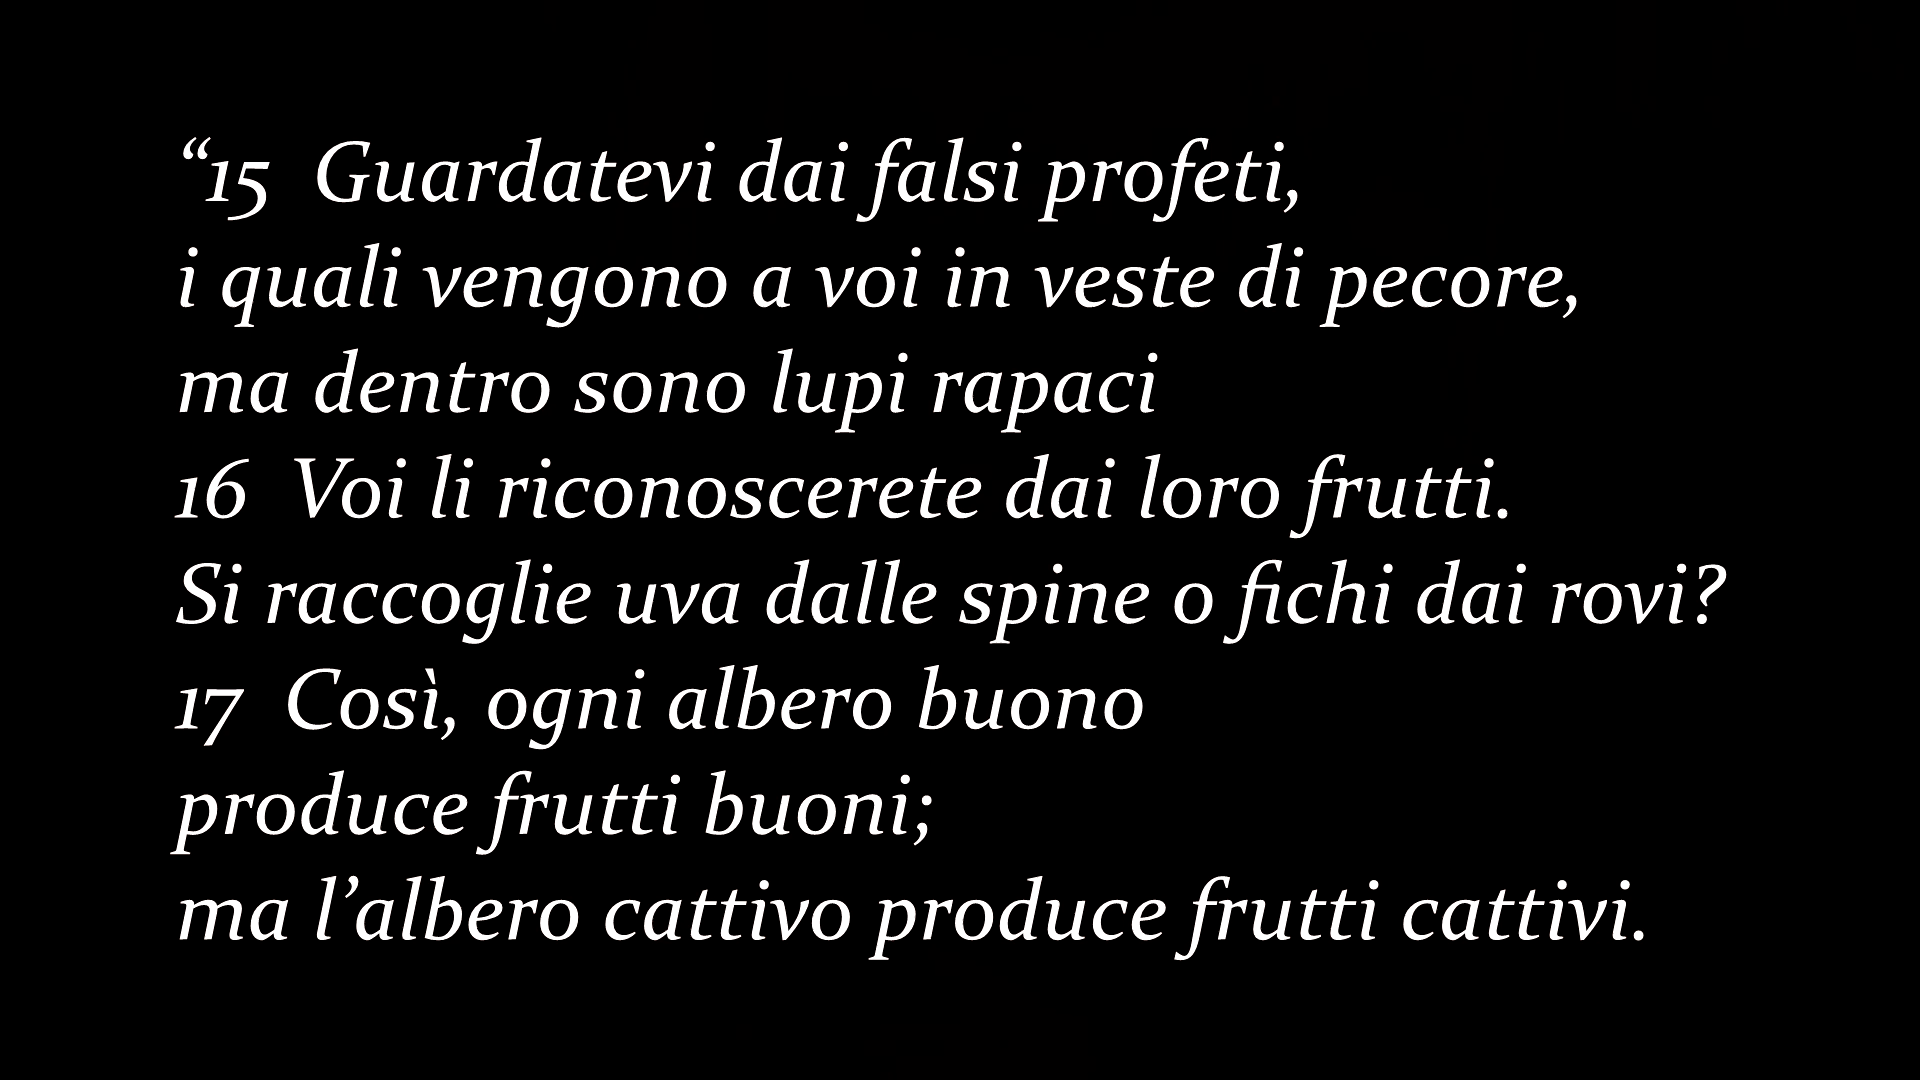 “15  Guardatevi dai falsi profeti,
i quali vengono a voi in veste di pecore,
ma dentro sono lupi rapaci
16  Voi li riconoscerete dai loro frutti.
Si raccoglie uva dalle spine o fichi dai rovi?
17  Così, ogni albero buono
produce frutti buoni;
ma l’albero cattivo produce frutti cattivi.